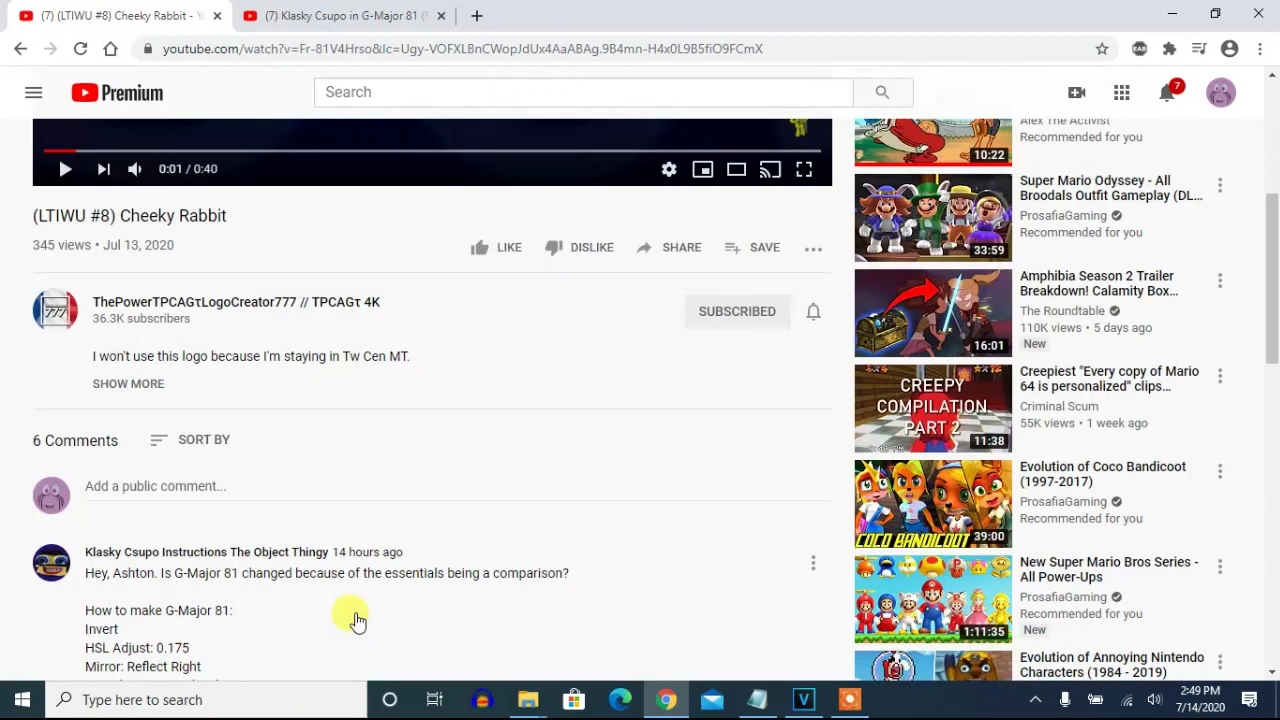 (7) (LTIWU #8) Cheeky Rabbit - Y
(7) Klasky Csupo in G-Major 81 (
youtube.com/watch?v=Fr-81V4Hrso&lc=Ugy-VOFXLBnCWopJdUx4AaABAg.9B4mn-H4x0L9B5fiO9FCmX
EAB
Premium
Search
7
0:01 / 0:40
(LTIWU #8) Cheeky Rabbit
345 views • Jul 13, 2020
LIKE
DISLIKE
SHARE
SAVE
777
ThePowerTPCAGτLogoCreator777 // TPCAGτ 4K
36.3K subscribers
SUBSCRIBED
I won't use this logo because I'm staying in Tw Cen MT.
SHOW MORE
6 Comments
SORT BY
Add a public comment...
Klasky Csupo Instructions The Object Thingy 14 hours ago
Hey, Ashton. Is G-Major 81 changed because of the essentials being a comparison?
How to make G-Major 81:
Invert
HSL Adjust: 0.175
Mirror: Reflect Right
Alex The Activist
Recommended for you
10:22
Super Mario Odyssey - All
Broodals Outfit Gameplay (DL...
ProsafiaGaming
Recommended for you
33:59
Amphibia Season 2 Trailer
Breakdown! Calamity Box...
The Roundtable
110K views • 5 days ago
New
16:01
CREEPY
COMPILATION
PART 2
11:38
Creepiest "Every copy of Mario
64 is personalized" clips...
Criminal Scum
55K views • 1 week ago
COCO BANDICOOT
39:00
Evolution of Coco Bandicoot
(1997-2017)
ProsafiaGaming
Recommended for you
1:11:35
New Super Mario Bros Series -
All Power-Ups
ProsafiaGaming
Recommended for you
New
Evolution of Annoying Nintendo
Characters (1984 - 2019)
Type here to search
V
2:49 PM
7/14/2020